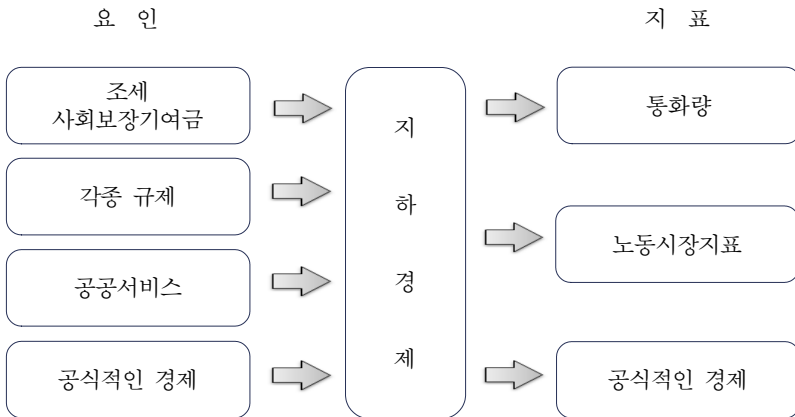 요 인
지 표
조세
사회보장기여금
각종 규제
공공서비스
공식적인 경제
지
하
경
제
통화량
노동시장지표
공식적인 경제